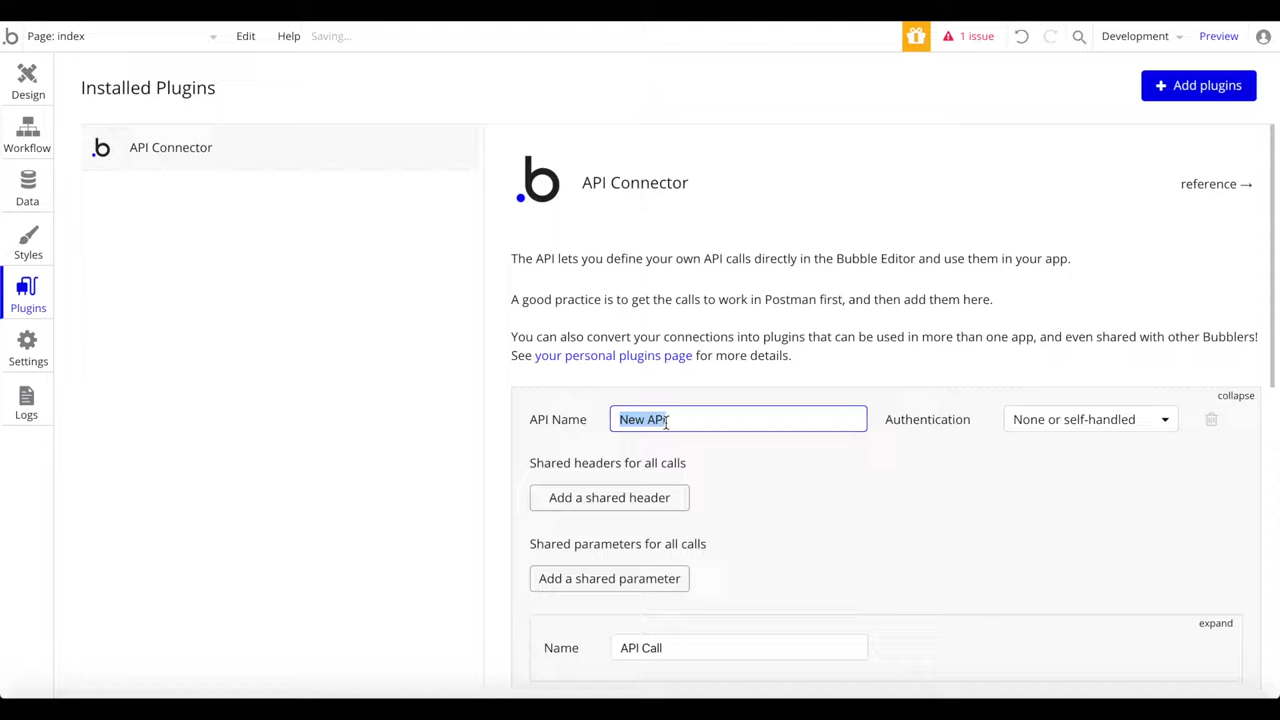 Page: index
Edit
Help
Saving...
1 issue
Development
Preview
Design
Workflow
Data
Styles
Plugins
Settings
Logs
Installed Plugins
+ Add plugins
API Connector
API Connector
reference →
The API lets you define your own API calls directly in the Bubble Editor and use them in your app.
A good practice is to get the calls to work in Postman first, and then add them here.
You can also convert your connections into plugins that can be used in more than one app, and even shared with other Bubblers!
See your personal plugins page for more details.
collapse
API Name
New API
Authentication
None or self-handled
Shared headers for all calls
Add a shared header
Shared parameters for all calls
Add a shared parameter
expand
Name
API Call